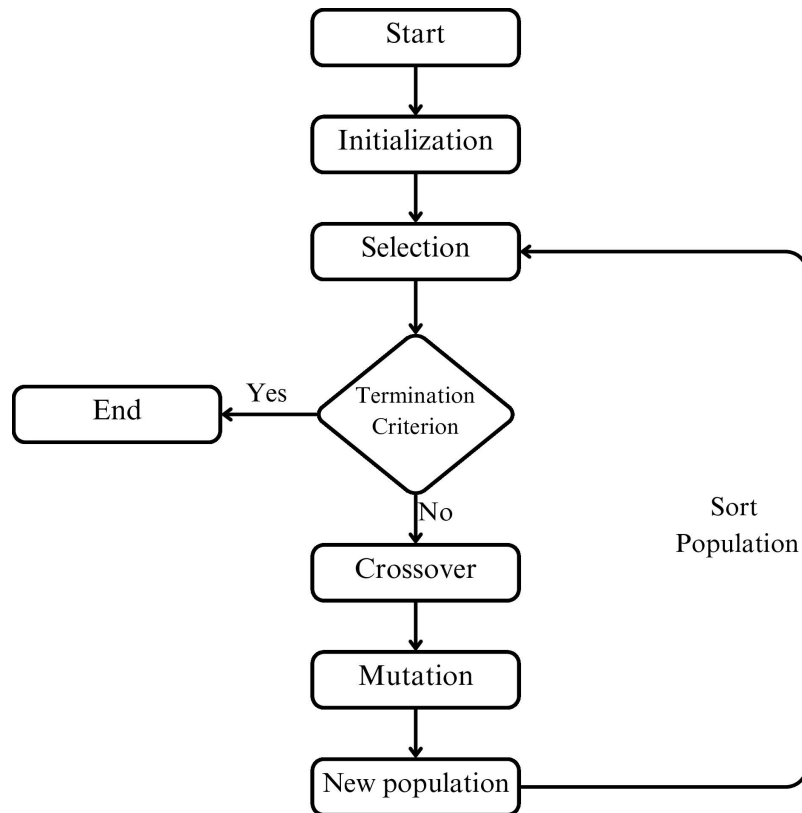 Start
Initialization
Selection
Termination
Criterion
Yes
End
No
Crossover
Sort
Population
Mutation
New population